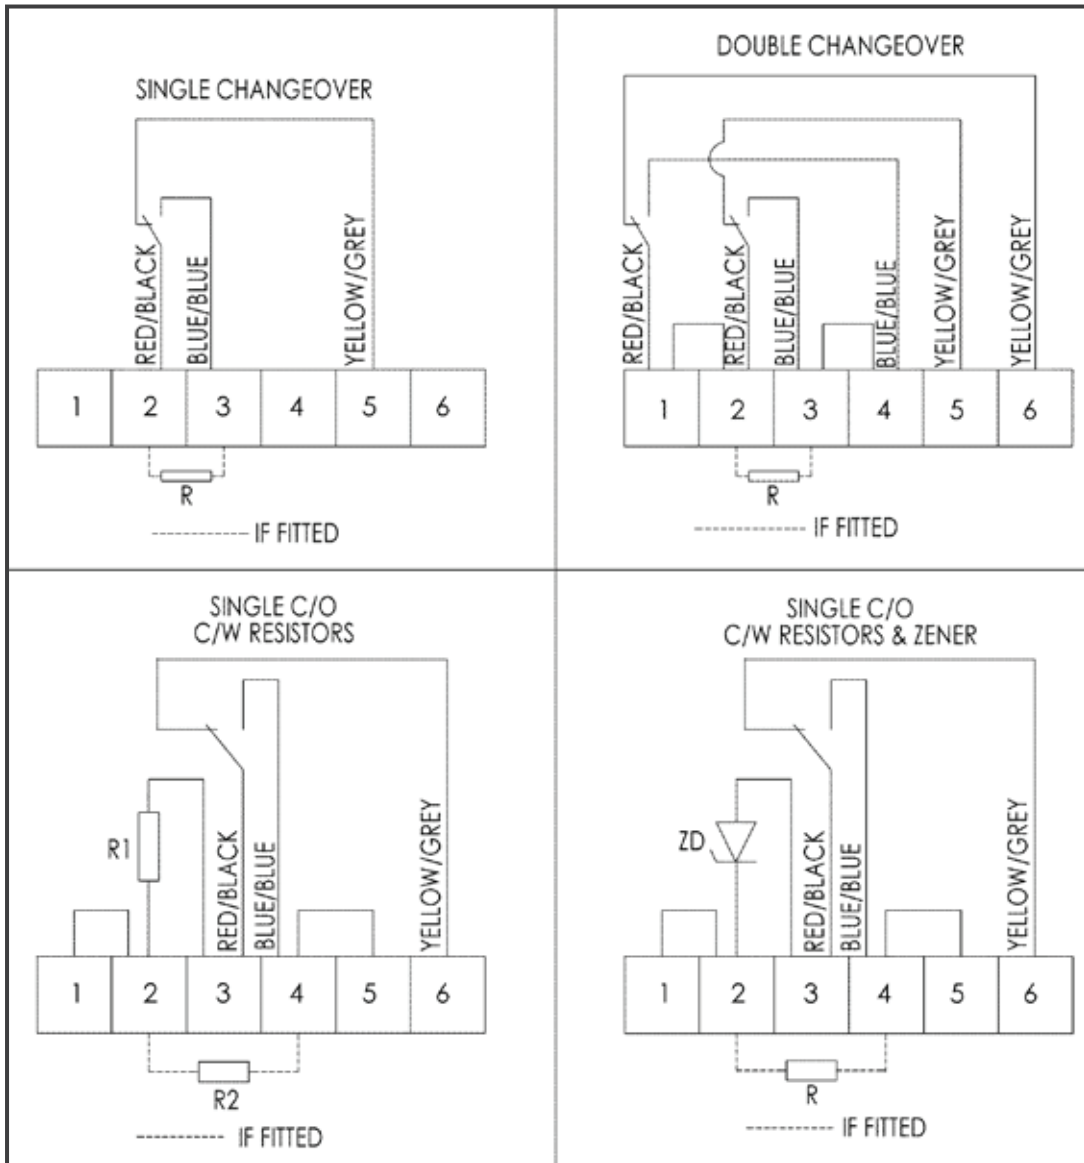 SINGLE CHANGEOVER
RED/BLACK
BLUE/BLUE
YELLOW/GREY
1 2 3 4 5 6
R
IF FITTED
DOUBLE CHANGEOVER
RED/BLACK
RED/BLACK
BLUE/BLUE
BLUE/BLUE
YELLOW/GREY
YELLOW/GREY
1 2 3 4 5 6
R
IF FITTED
SINGLE C/O
C/W RESISTORS
R1
RED/BLACK
BLUE/BLUE
YELLOW/GREY
1 2 3 4 5 6
R2
IF FITTED
SINGLE C/O
C/W RESISTORS & ZENER
ZD
RED/BLACK
BLUE/BLUE
YELLOW/GREY
1 2 3 4 5 6
R
IF FITTED